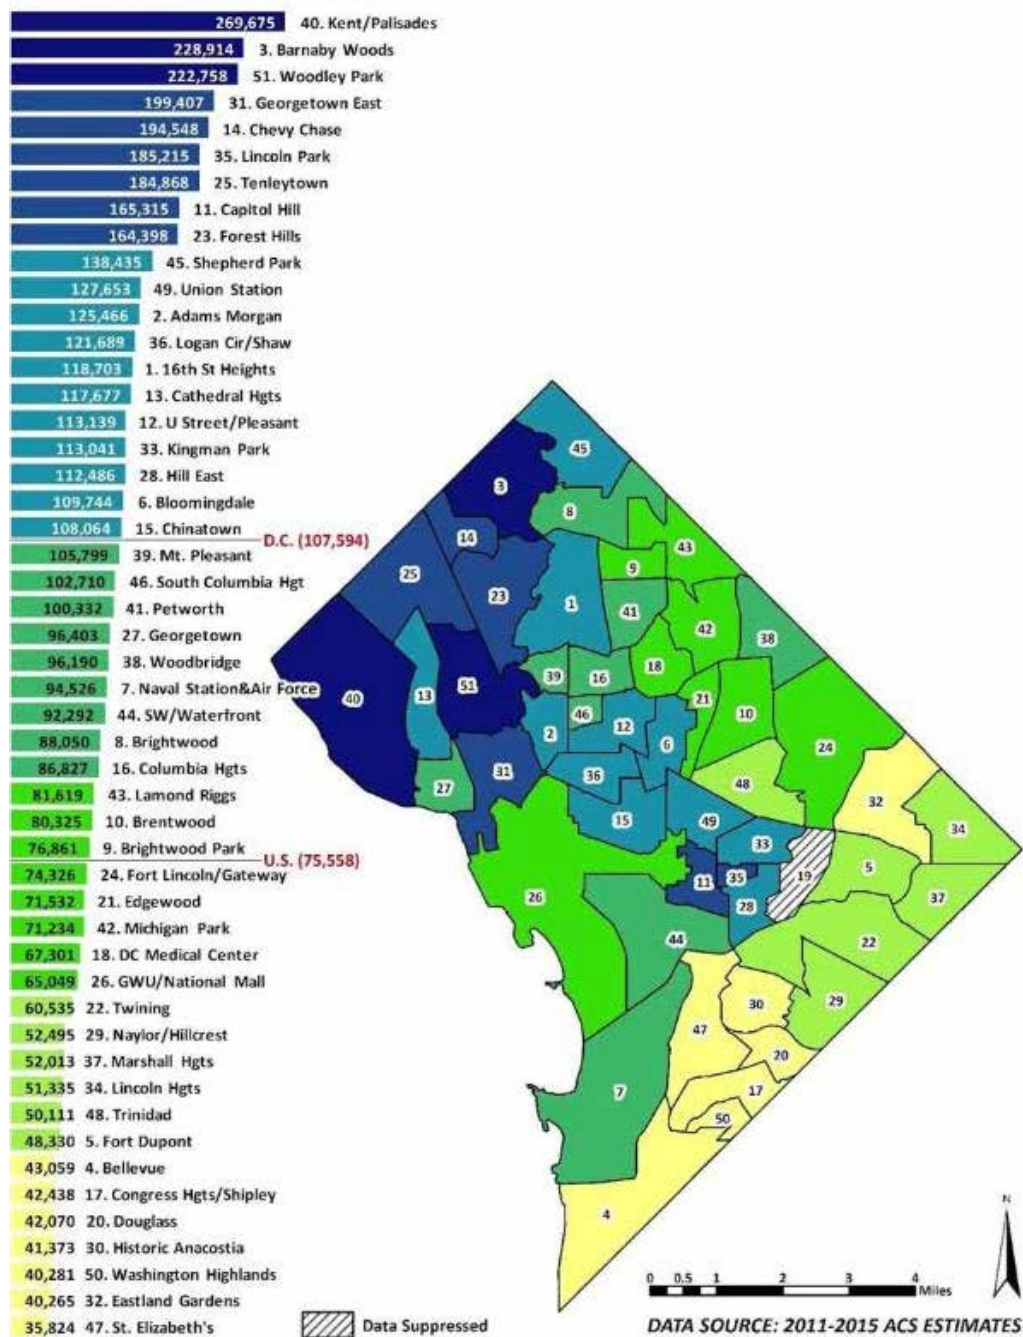 269,675 40. Kent/Palisades
228,914 3. Barnaby Woods
222,758 51. Woodley Park
199,407 31. Georgetown East
194,548 14. Chevy Chase
185,215 35. Lincoln Park
184,868 25. Tenleytown
165,315 11. Capitol Hill
164,398 23. Forest Hills
138,435 45. Shepherd Park
127,653 49. Union Station
125,466 2. Adams Morgan
121,689 36. Logan Cir/Shaw
118,703 1. 16th St Heights
117,677 13. Cathedral Hgts
113,139 12. U Street/Pleasant
113,041 33. Kingman Park
112,486 28. Hill East
109,744 6. Bloomingdale
108,064 15. Chinatown
D.C. (107,594)
105,799 39. Mt. Pleasant
102,710 46. South Columbia Hgt
100,332 41. Petworth
96,403 27. Georgetown
96,190 38. Woodbridge
94,526 7. Naval Station&Air Force
92,292 44. SW/Waterfront
88,050 8. Brightwood
86,827 16. Columbia Hgts
81,619 43. Lamond Riggs
80,325 10. Brentwood
76,861 9. Brightwood Park
U.S. (75,558)
74,326 24. Fort Lincoln/Gateway
71,532 21. Edgewood
71,234 42. Michigan Park
67,301 18. DC Medical Center
65,049 26. GWU/National Mall
60,535 22. Twining
52,495 29. Naylor/Hillcrest
52,013 37. Marshall Hgts
51,335 34. Lincoln Hgts
50,111 48. Trinidad
48,330 5. Fort Dupont
43,059 4. Bellevue
42,438 17. Congress Hgts/Shipley
42,070 20. Douglass
41,373 30. Historic Anacostia
40,281 50. Washington Highlands
40,265 32. Eastland Gardens
35,824 47. St. Elizabeth's
45
3
8
14
43
25
9
23
1
41
42
38
39
16
18
40
13
51
21
10
46
2
12
6
24
31
36
27
48
32
15
49
33
34
11
35
19
5
26
28
37
44
22
30
29
47
20
7
17
50
4
N
0 0.5 1 2 3 4
Miles
Data Suppressed
DATA SOURCE: 2011-2015 ACS ESTIMATES